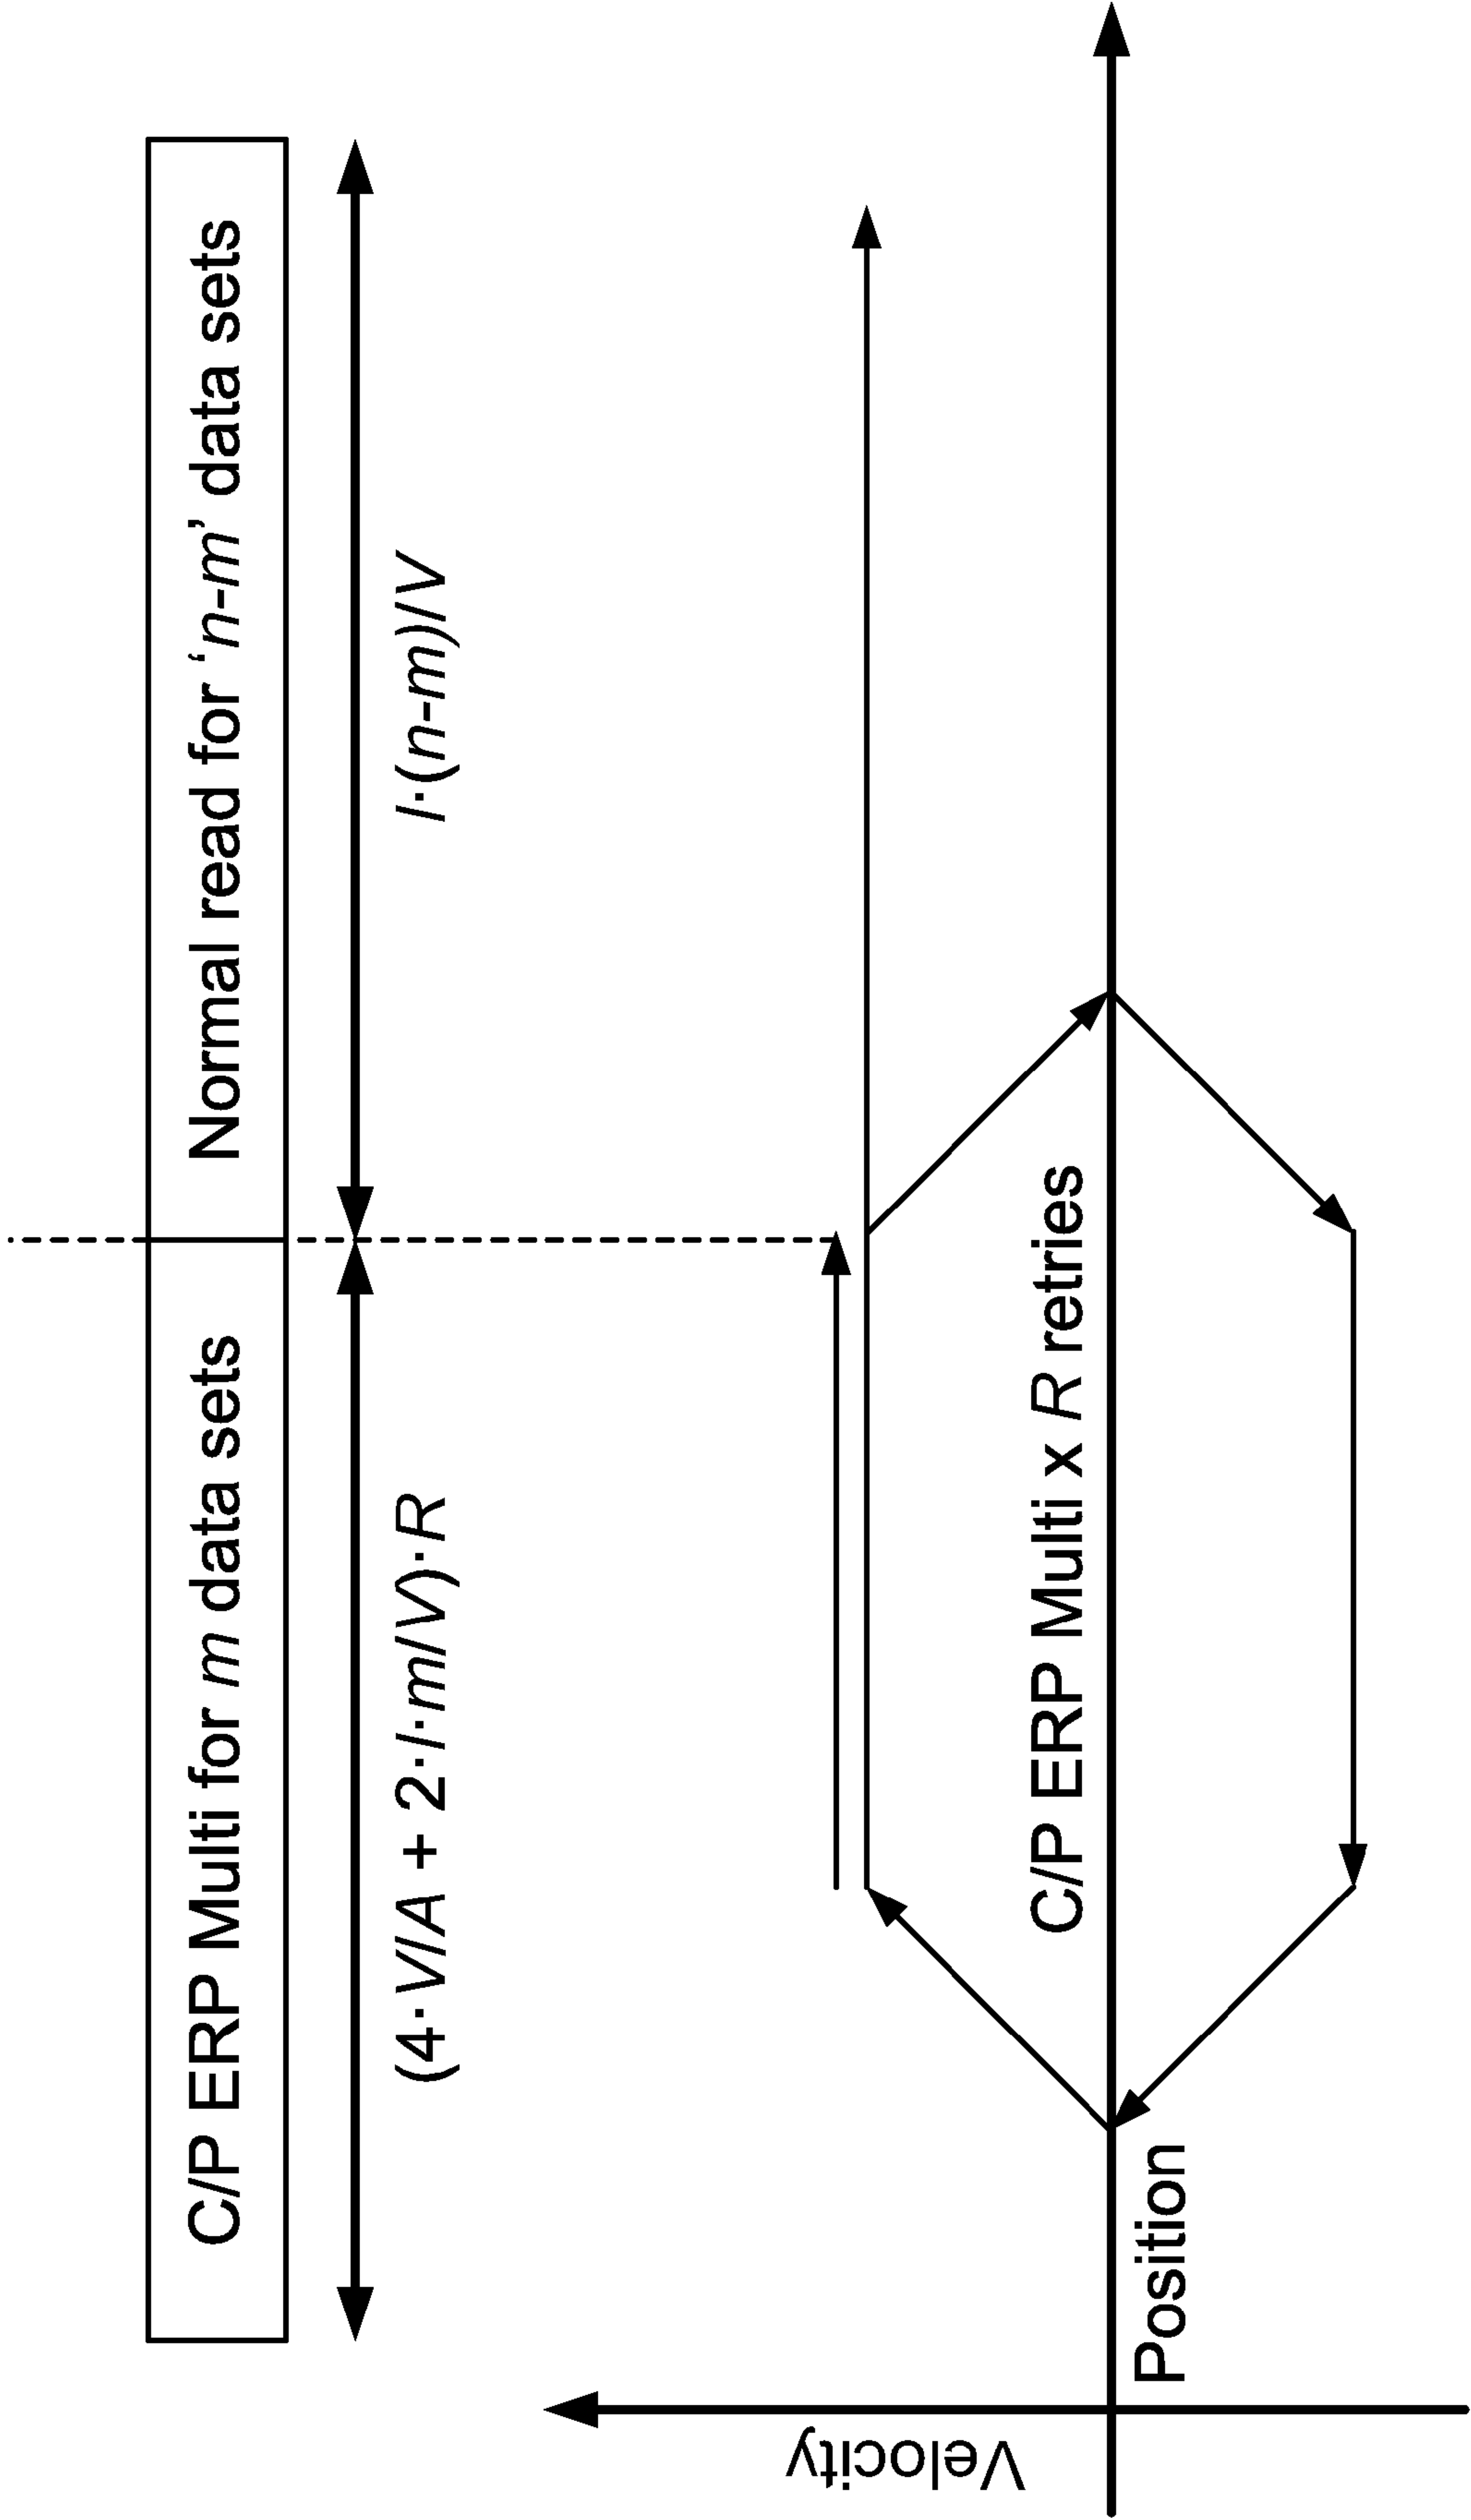 C/P ERP Multi for m data sets
Normal read for ‘n-m’ data sets
(4·V/A + 2·l·m/V)·R
l·(n-m)/V
Velocity
C/P ERP Multi x R retries
Position